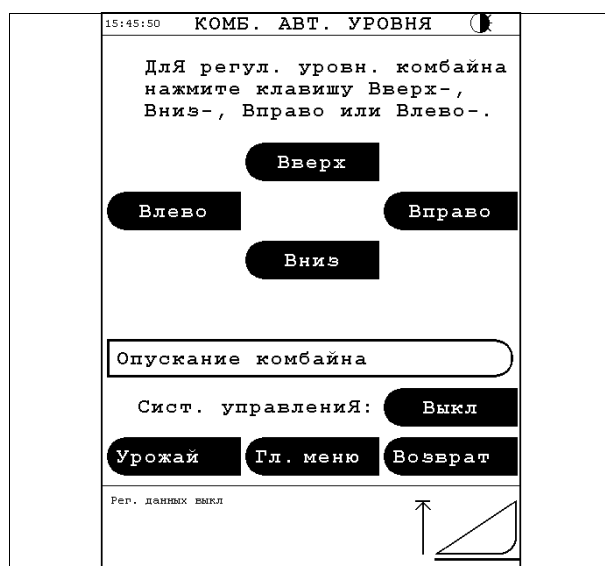 15:45:50 КОМБ. АВТ. УРОВНЯ
ДлЯ регул. уровн. комбайна
нажмите клавишу Вверх-,
Вниз-, Вправо или Влево-.
Вверх
Влево Вправо
Вниз
Опускание комбайна
Сист. управлениЯ: Выкл
Урожай Гл. меню Возврат
Рег. данных выкл